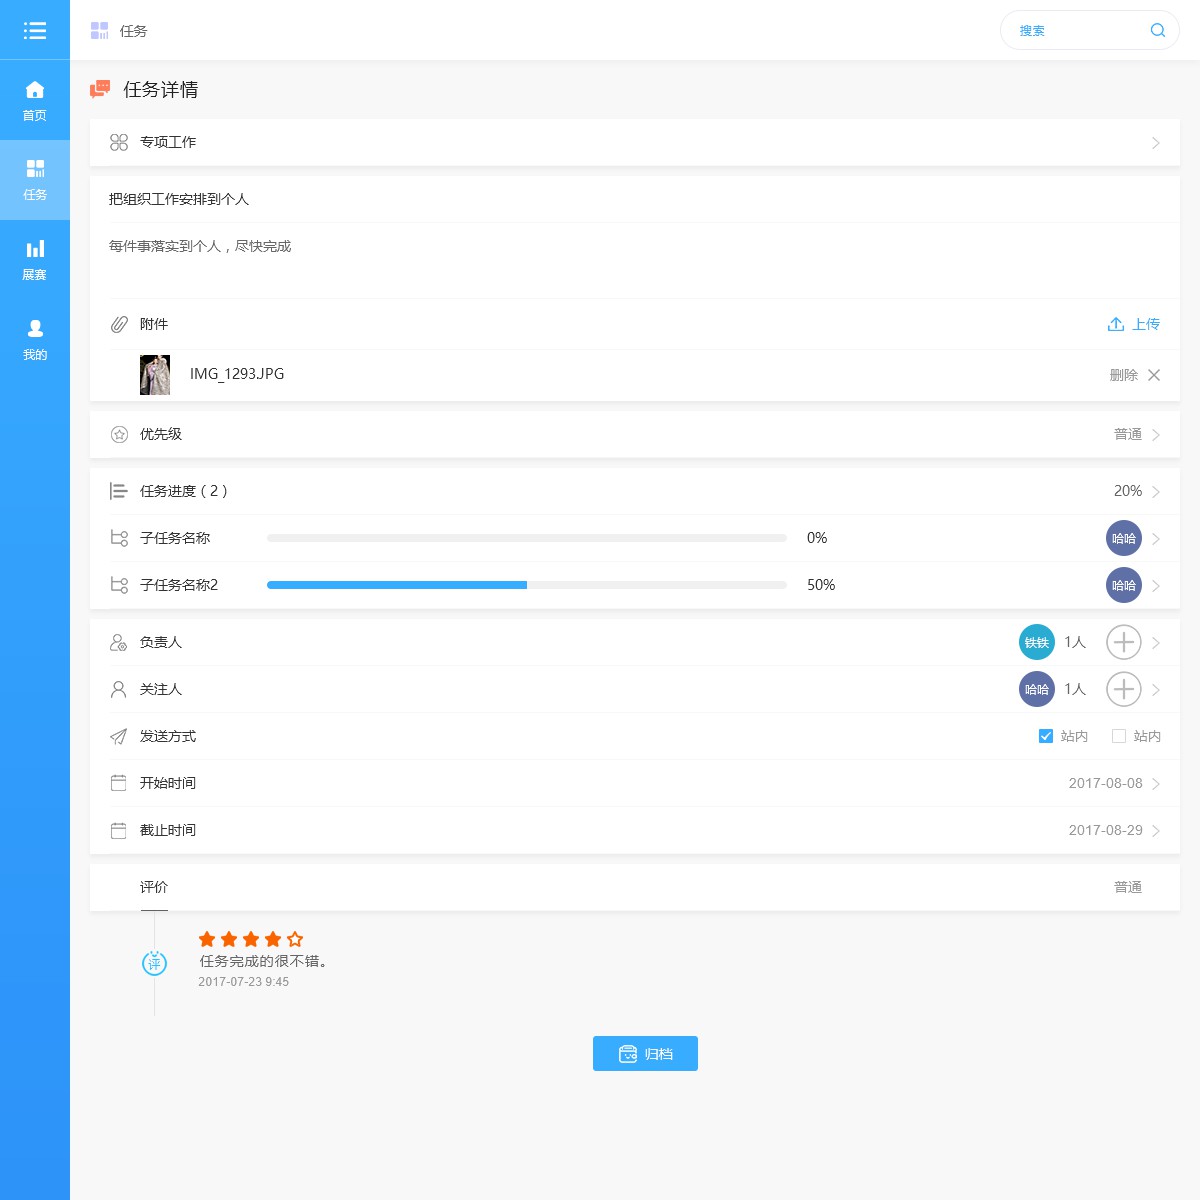 任务
搜索
首页
任务
展赛
我的
任务详情
专项工作
把组织工作安排到个人
每件事落实到个人，尽快完成
附件
上传
IMG_1293.JPG
删除
优先级
普通
任务进度（2）
20%
子任务名称
0%
哈哈
子任务名称2
50%
哈哈
负责人
铁铁
1人
关注人
哈哈
1人
发送方式
站内
站内
开始时间
2017-08-08
截止时间
2017-08-29
评价
普通
评
任务完成的很不错。
2017-07-23 9:45
归档